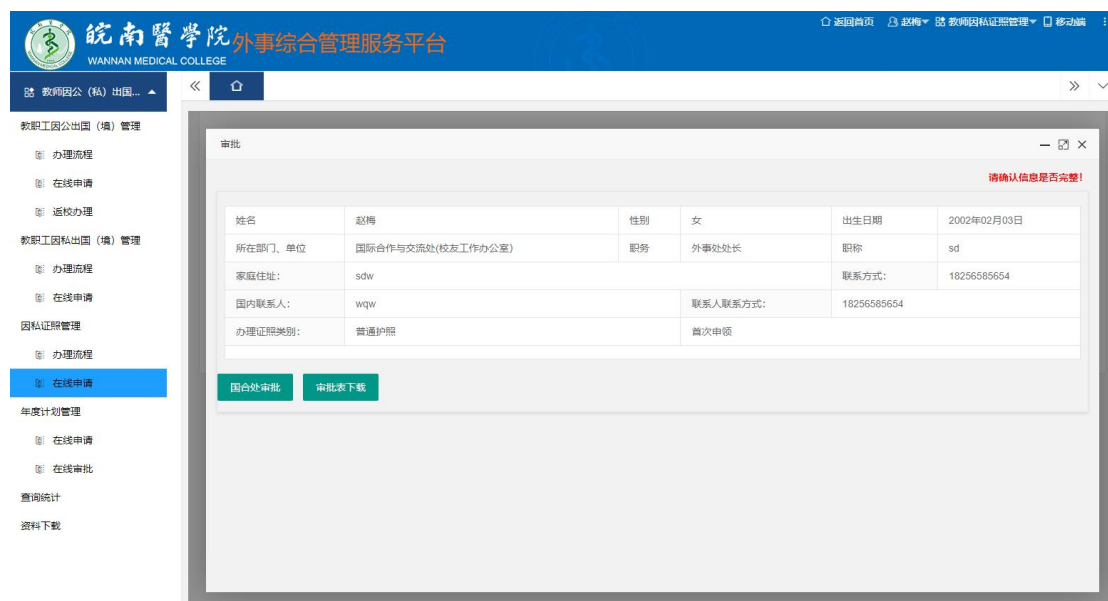 皖南醫學院外事综合管理服务平台
WANNAN MEDICAL COLLEGE
返回首页 赵梅 教师因私证照管理 移动端
教师因公（私）出国...
教职工因公出国（境）管理
办理流程
在线申请
返校办理
教职工因私出国（境）管理
办理流程
在线申请
因私证照管理
办理流程
在线申请
年度计划管理
在线申请
在线审批
查询统计
资料下载
审批
请确认信息是否完整!
姓名 赵梅 性别 女 出生日期 2002年02月03日
所在部门、单位 国际合作与交流处(校友工作办公室) 职务 外事处处长 职称 sd
家庭住址： sdw 联系方式： 18256585654
国内联系人： wqw 联系人联系方式： 18256585654
办理证照类别： 普通护照 首次申领
国合处审批 审批表下载